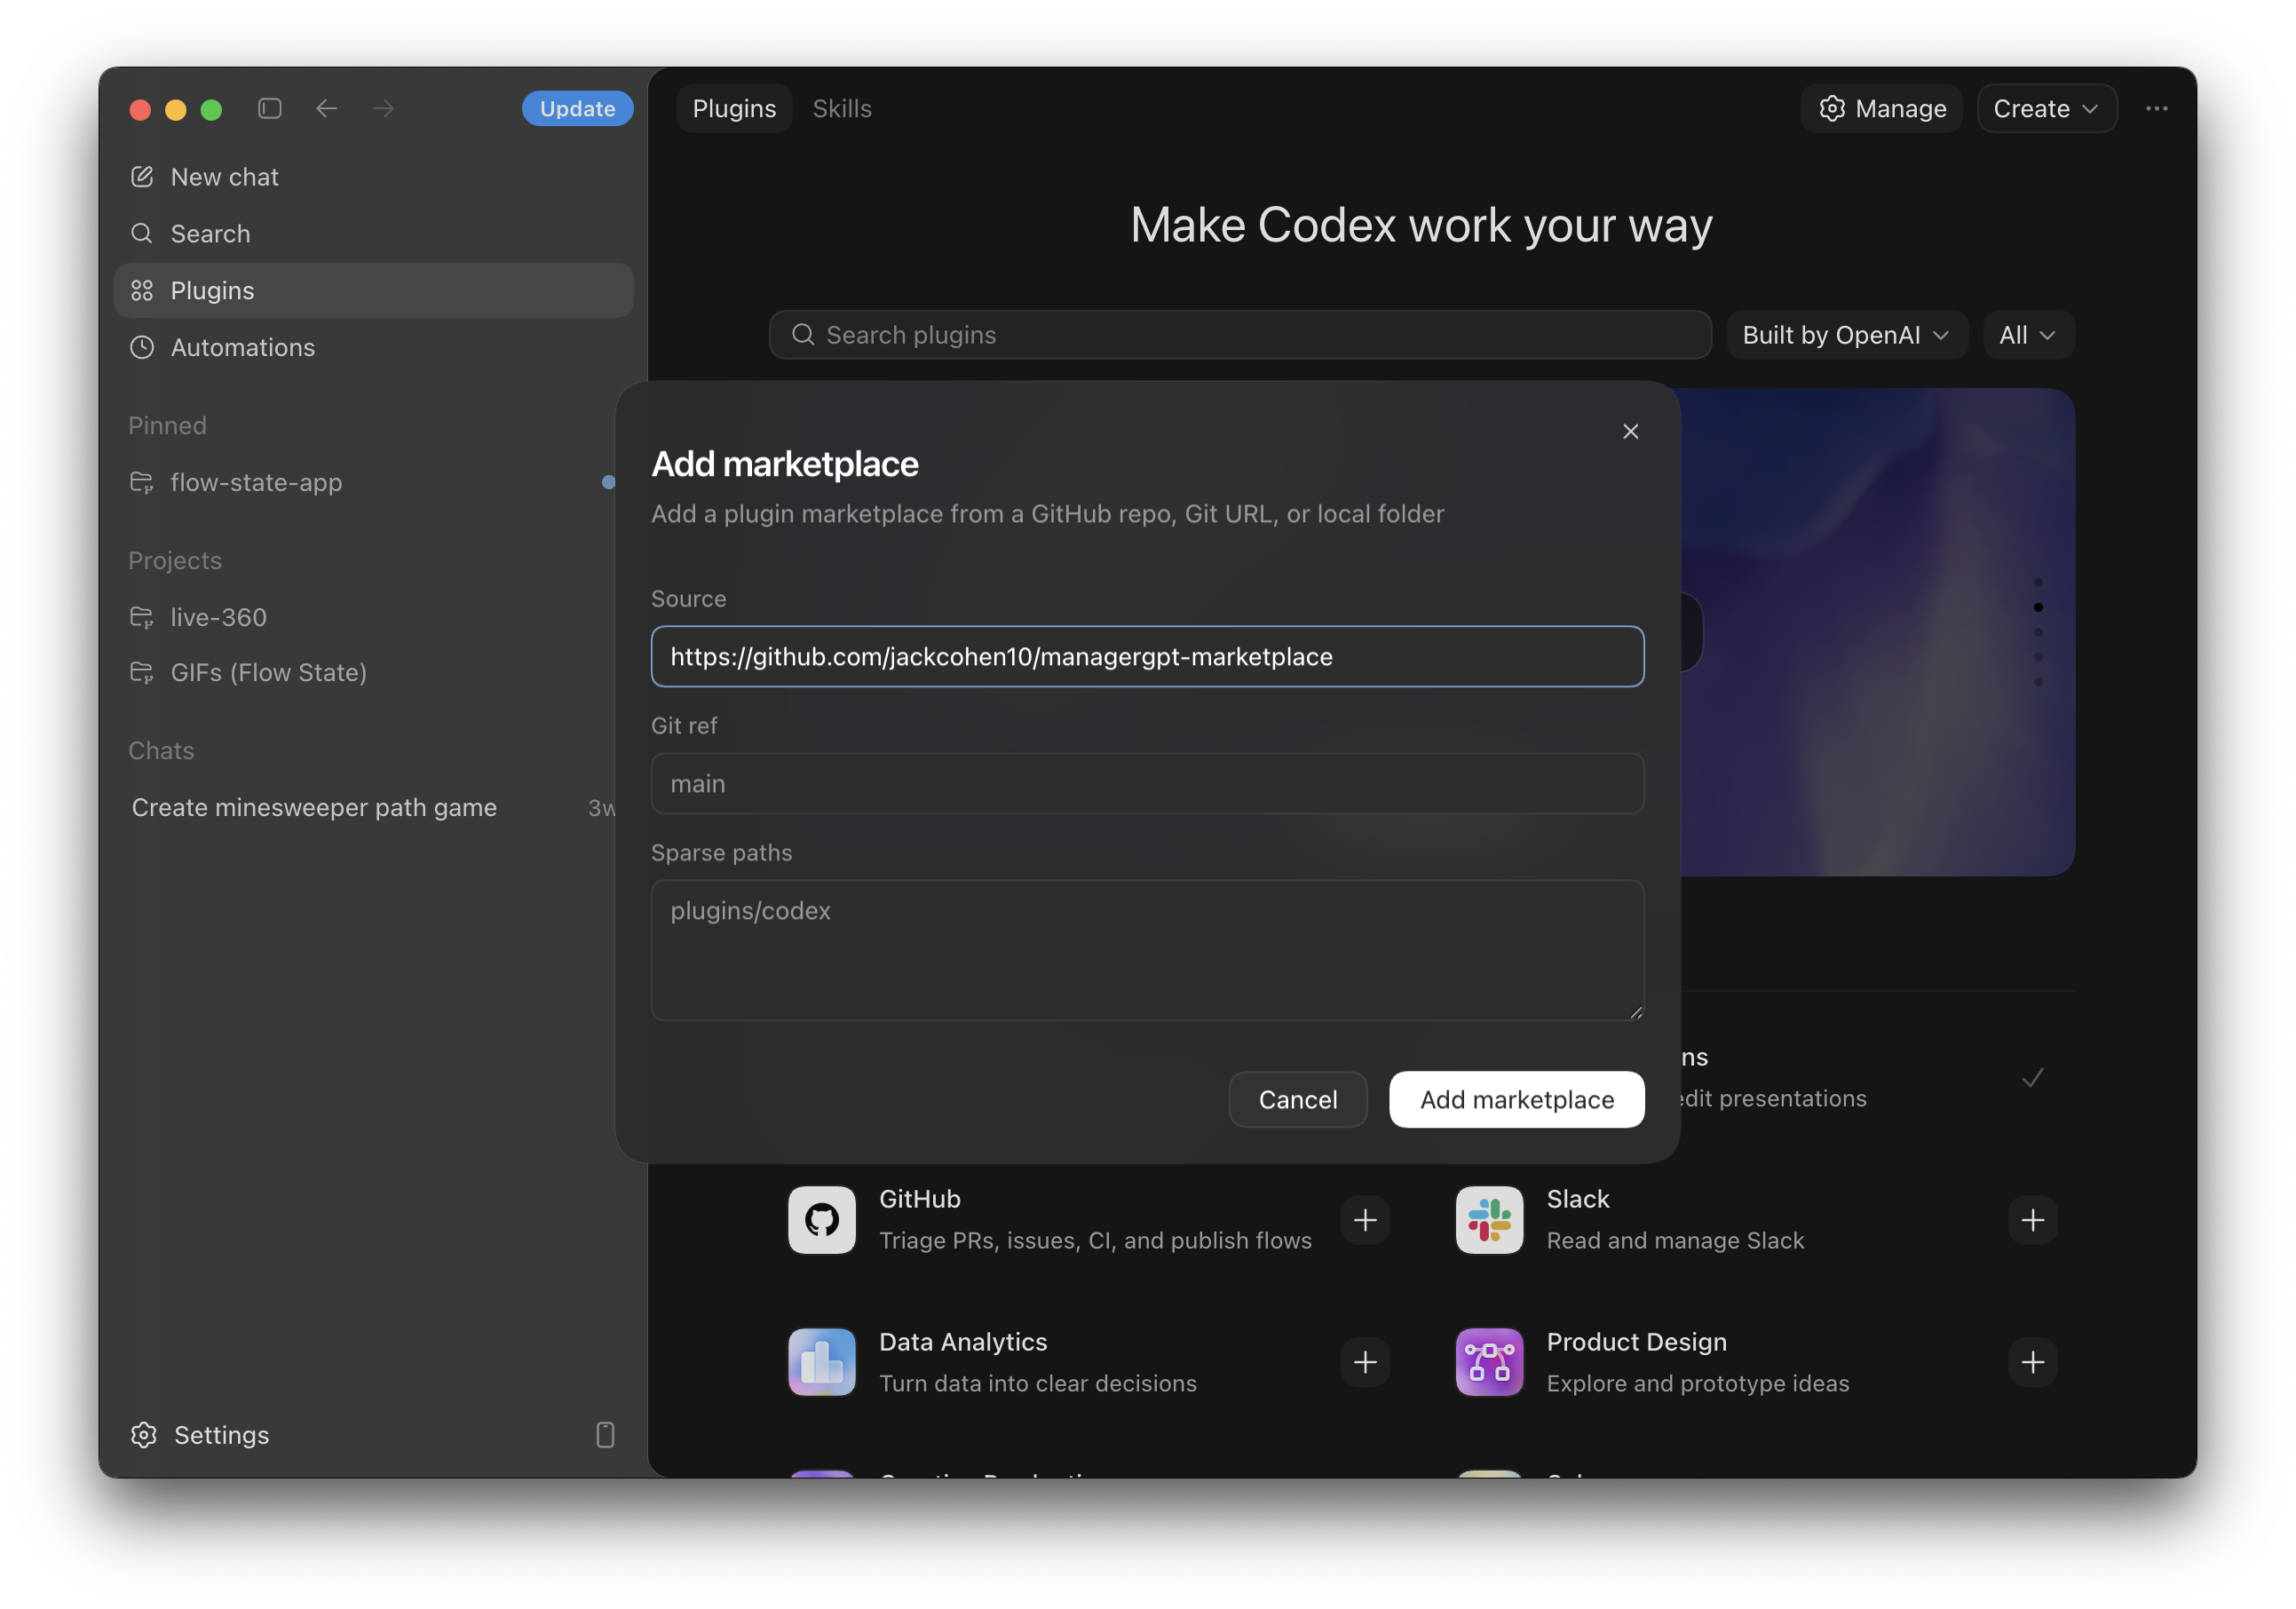 Update
New chat
Search
Plugins
Automations
Pinned
flow-state-app
Projects
live-360
GIFs (Flow State)
Chats
Create minesweeper path game
Settings
Plugins
Skills
Manage
Create
Make Codex work your way
Search plugins
Built by OpenAI
All
Add marketplace
Add a plugin marketplace from a GitHub repo, Git URL, or local folder
Source
https://github.com/jackcohen10/managergpt-marketplace
Git ref
main
Sparse paths
plugins/codex
Cancel
Add marketplace
presentations
GitHub
Triage PRs, issues, CI, and publish flows
Slack
Read and manage Slack
Data Analytics
Turn data into clear decisions
Product Design
Explore and prototype ideas